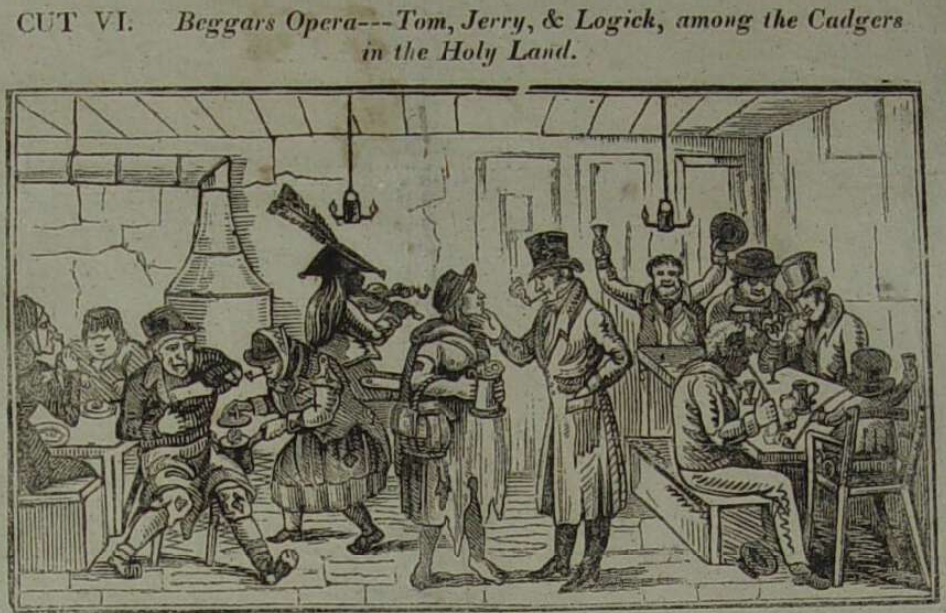 CUT VI. Beggars Opera---Tom, Jerry, & Logick, among the Cadgers
in the Holy Land.